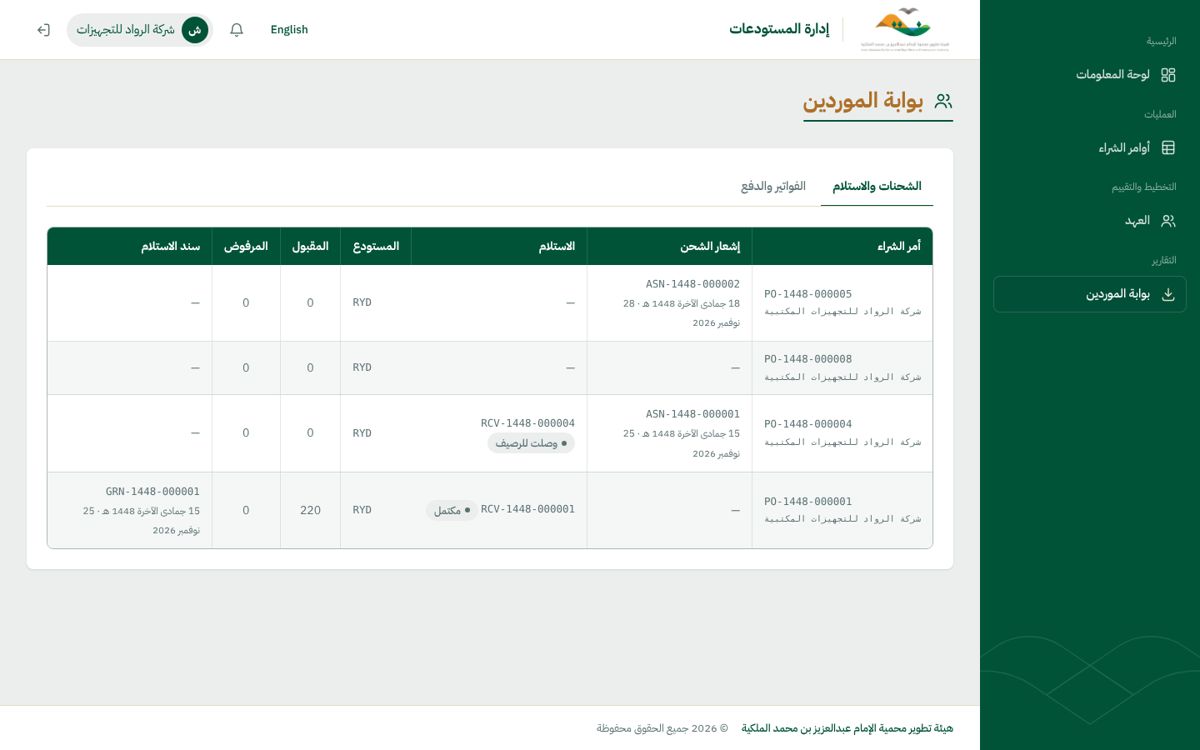 إدارة المستودعات
English
ش
شركة الرواد للتجهيزات
الرئيسية
لوحة المعلومات
العمليات
أوامر الشراء
التخطيط والتقييم
العهد
التقارير
بوابة الموردين
بوابة الموردين
الشحنات والاستلام
الفواتير والدفع
أمر الشراء	إشعار الشحن	الاستلام	المستودع	المقبول	المرفوض	سند الاستلام
PO-1448-000005
شركة الرواد للتجهيزات المكتبية
ASN-1448-000002
18 جمادى الآخرة 1448 هـ · 28
نوفمبر 2026
—
RYD
0
0
—
PO-1448-000008
شركة الرواد للتجهيزات المكتبية
—
—
RYD
0
0
—
PO-1448-000004
شركة الرواد للتجهيزات المكتبية
ASN-1448-000001
15 جمادى الآخرة 1448 هـ · 25
نوفمبر 2026
RCV-1448-000004
وصلت للرصيف
RYD
0
0
—
PO-1448-000001
شركة الرواد للتجهيزات المكتبية
—
RCV-1448-000001 مكتمل
RYD
220
0
GRN-1448-000001
15 جمادى الآخرة 1448 هـ · 25
نوفمبر 2026
هيئة تطوير محمية الإمام عبدالعزيز بن محمد الملكية
© 2026 جميع الحقوق محفوظة